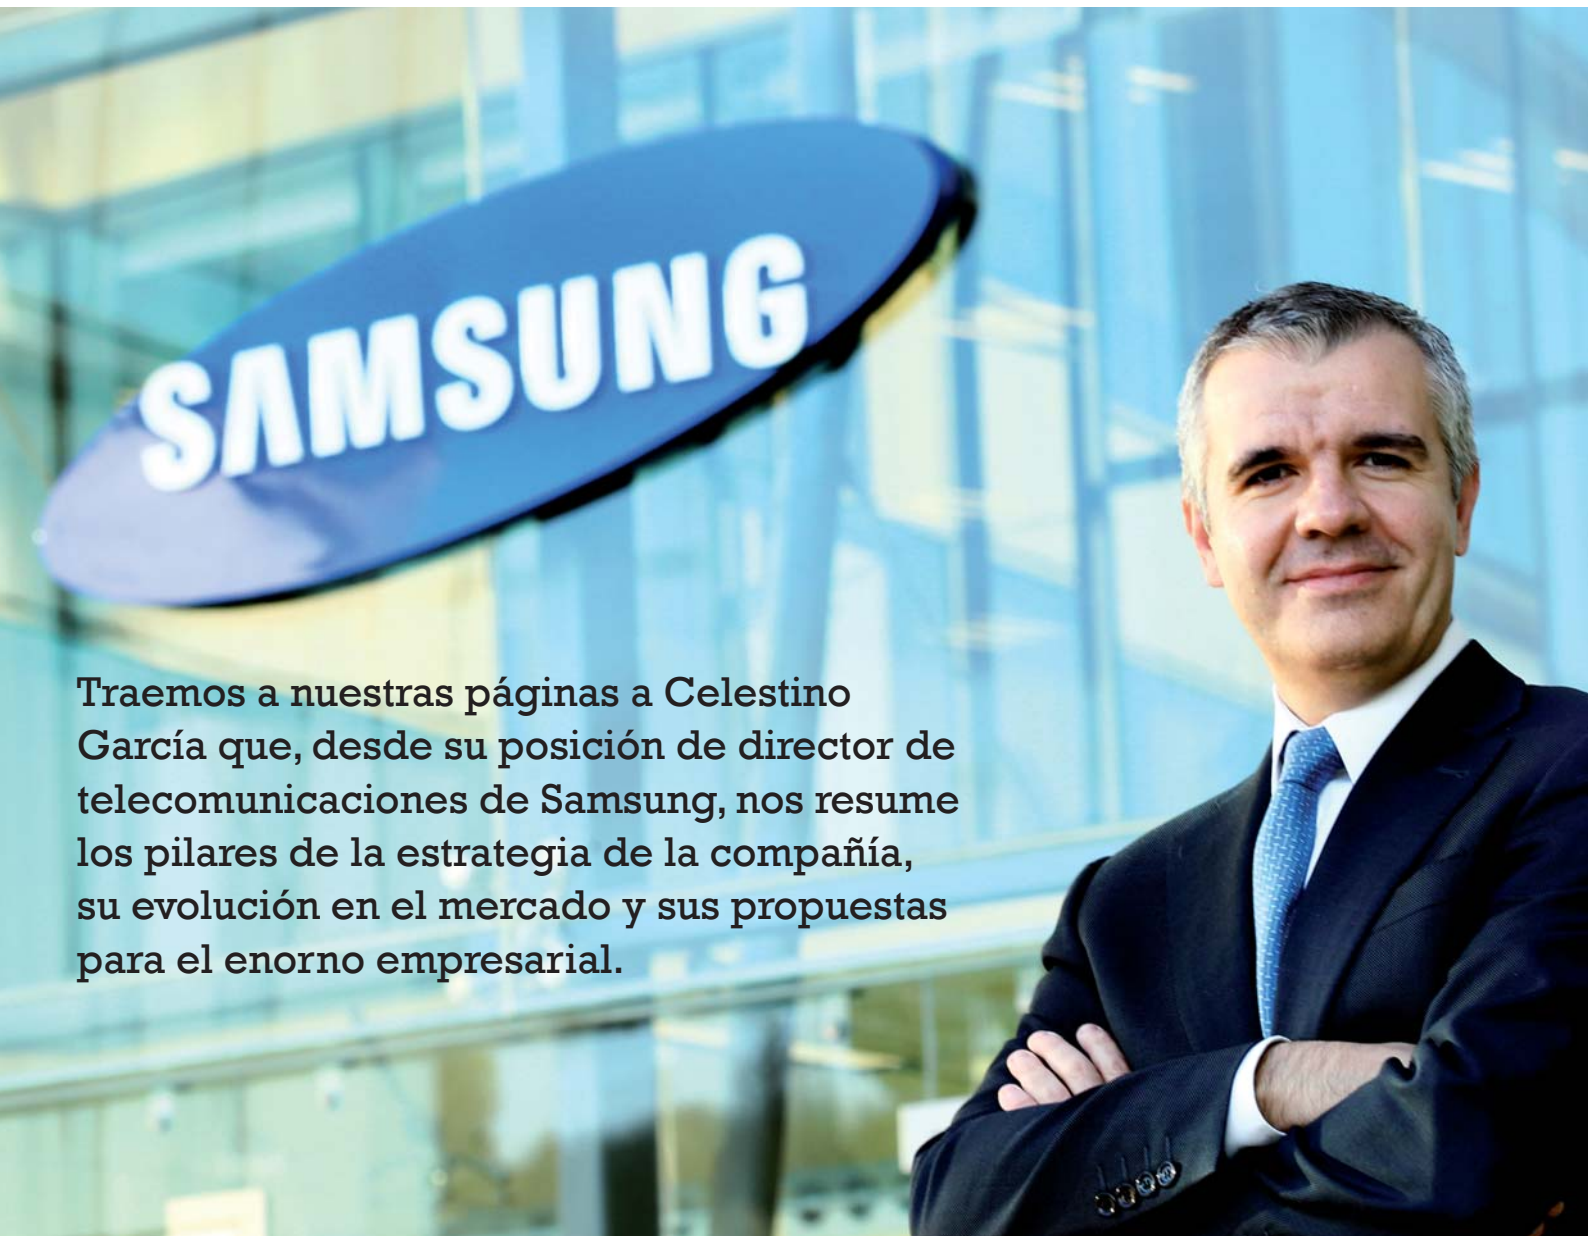 SAMSUNG
Traemos a nuestras páginas a Celestino
García que, desde su posición de director de
telecomunicaciones de Samsung, nos resume
los pilares de la estrategia de la compañía,
su evolución en el mercado y sus propuestas
para el enorno empresarial.